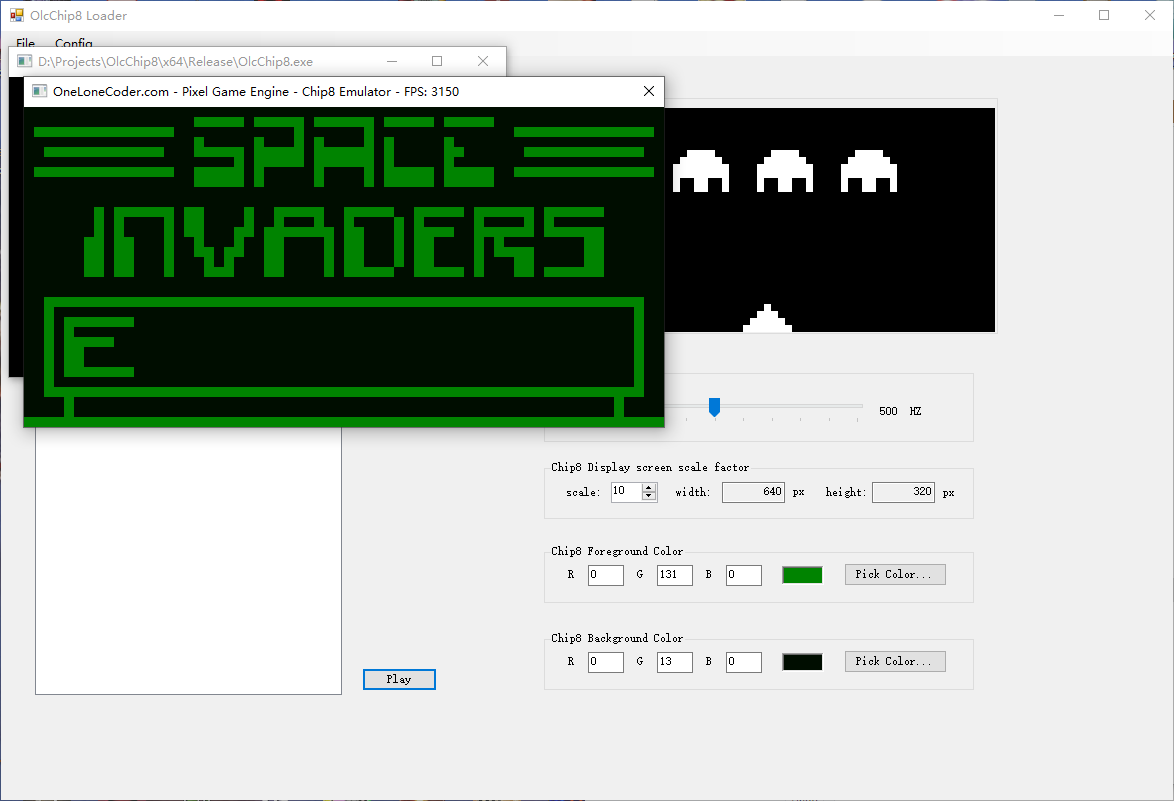 OlcChip8 Loader
File Config
D:\Projects\OlcChip8\x64\Release\OlcChip8.exe
OneLoneCoder.com - Pixel Game Engine - Chip8 Emulator - FPS: 3150
SPACE
INVADERS
E
500 HZ
Chip8 Display screen scale factor
scale: 10 width: 640 px height: 320 px
Chip8 Foreground Color
R 0 G 131 B 0 Pick Color...
Chip8 Background Color
R 0 G 13 B 0 Pick Color...
Play